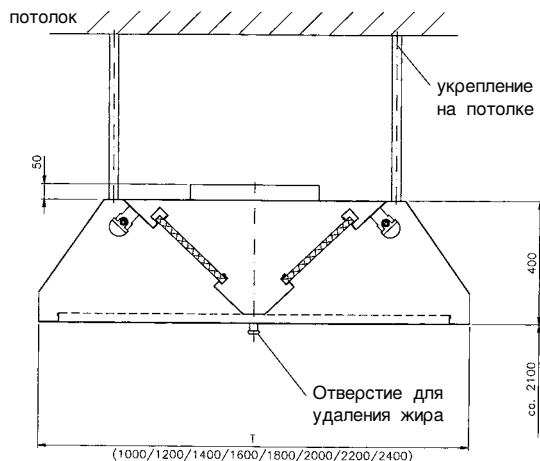 потолок
укрепление
на потолке
50
400
ca. 2100
Отверстие для
удаления жира
T
(1000/1200/1400/1600/1800/2000/2200/2400)